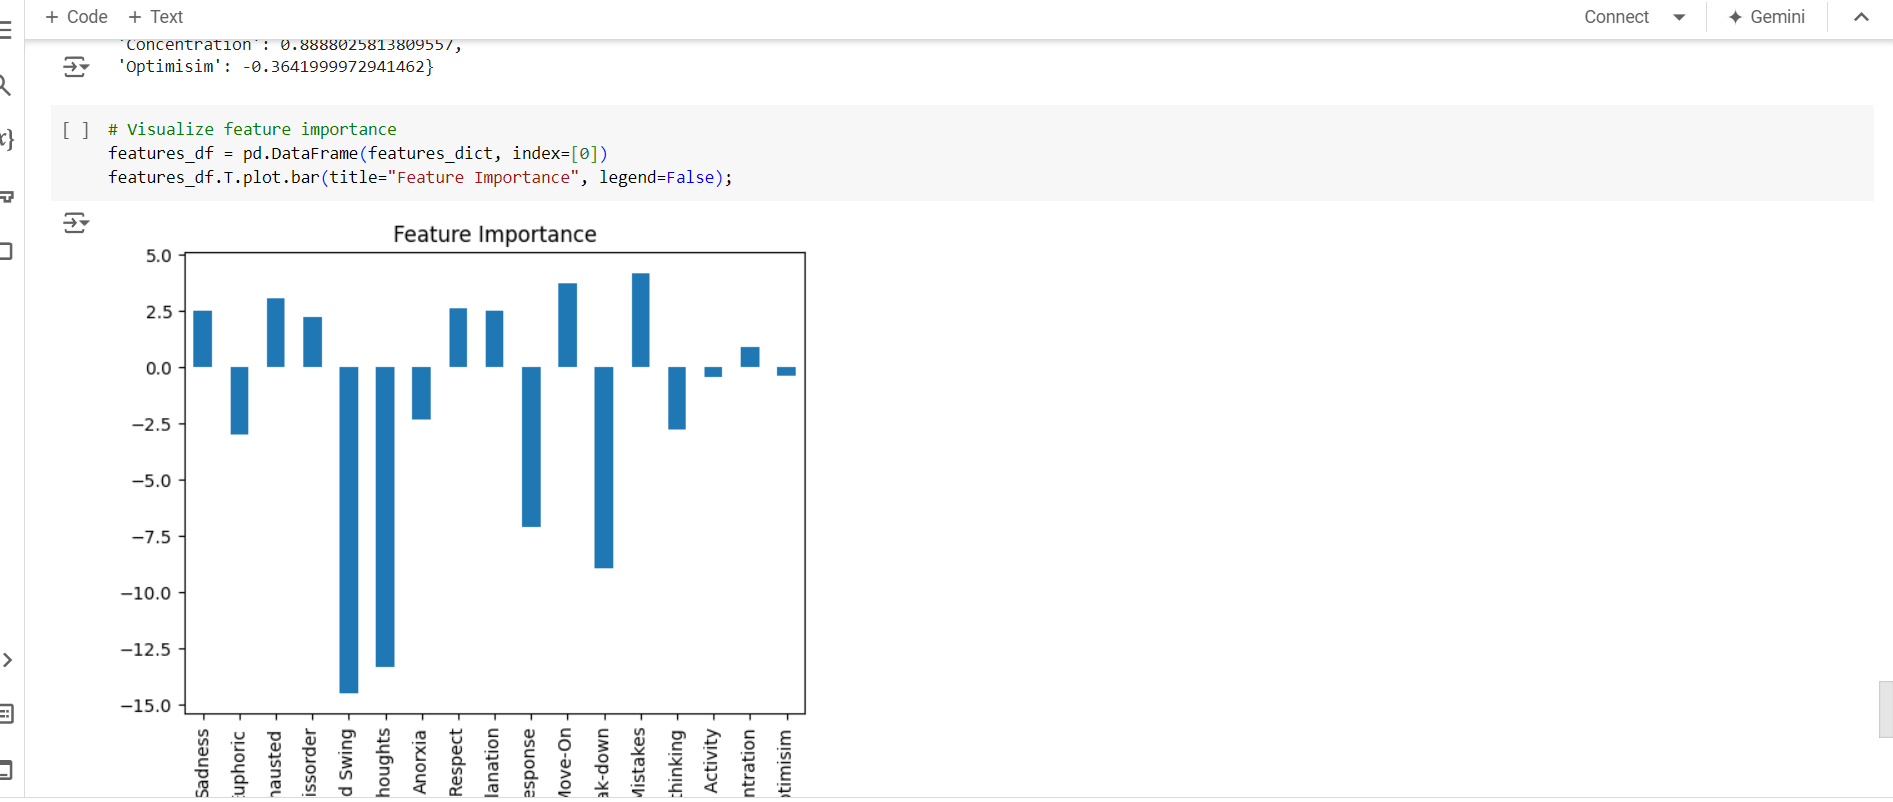 + Code + Text
Connect
Gemini
'Concentration': 0.8888025813809557,
'Optimisim': -0.3641999972941462}
[ ] # Visualize feature importance
features_df = pd.DataFrame(features_dict, index=[0])
features_df.T.plot.bar(title="Feature Importance", legend=False);
Feature Importance
5.0
2.5
0.0
−2.5
−5.0
−7.5
−10.0
−12.5
−15.0
Sadness
uphoric
hausted
issorder
d Swing
houghts
Anorxia
Respect
lanation
esponse
Move-On
ak-down
Mistakes
thinking
Activity
ntration
timisim